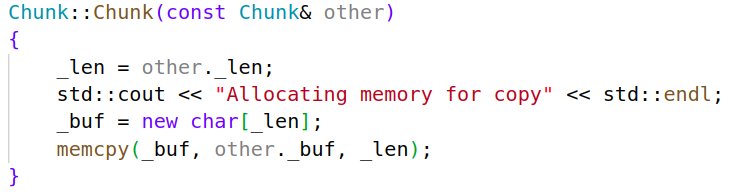 Chunk::Chunk(const Chunk& other)
{
    _len = other._len;
    std::cout << "Allocating memory for copy" << std::endl;
    _buf = new char[_len];
    memcpy(_buf, other._buf, _len);
}